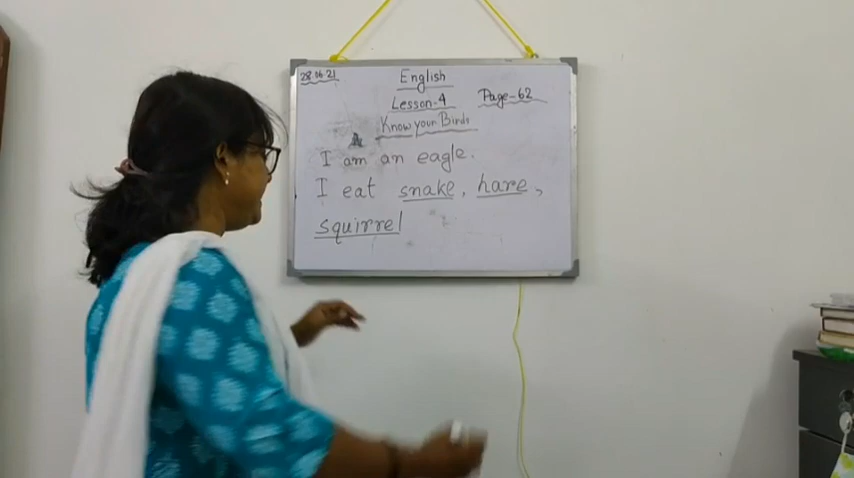 28.06.21
English
Lesson-4
Page-62
Know your Birds
I am an eagle.
I eat snake, hare,
squirrel